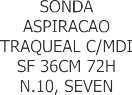 SONDA
ASPIRACAO
TRAQUEAL C/MDI
SF 36CM 72H
N.10, SEVEN